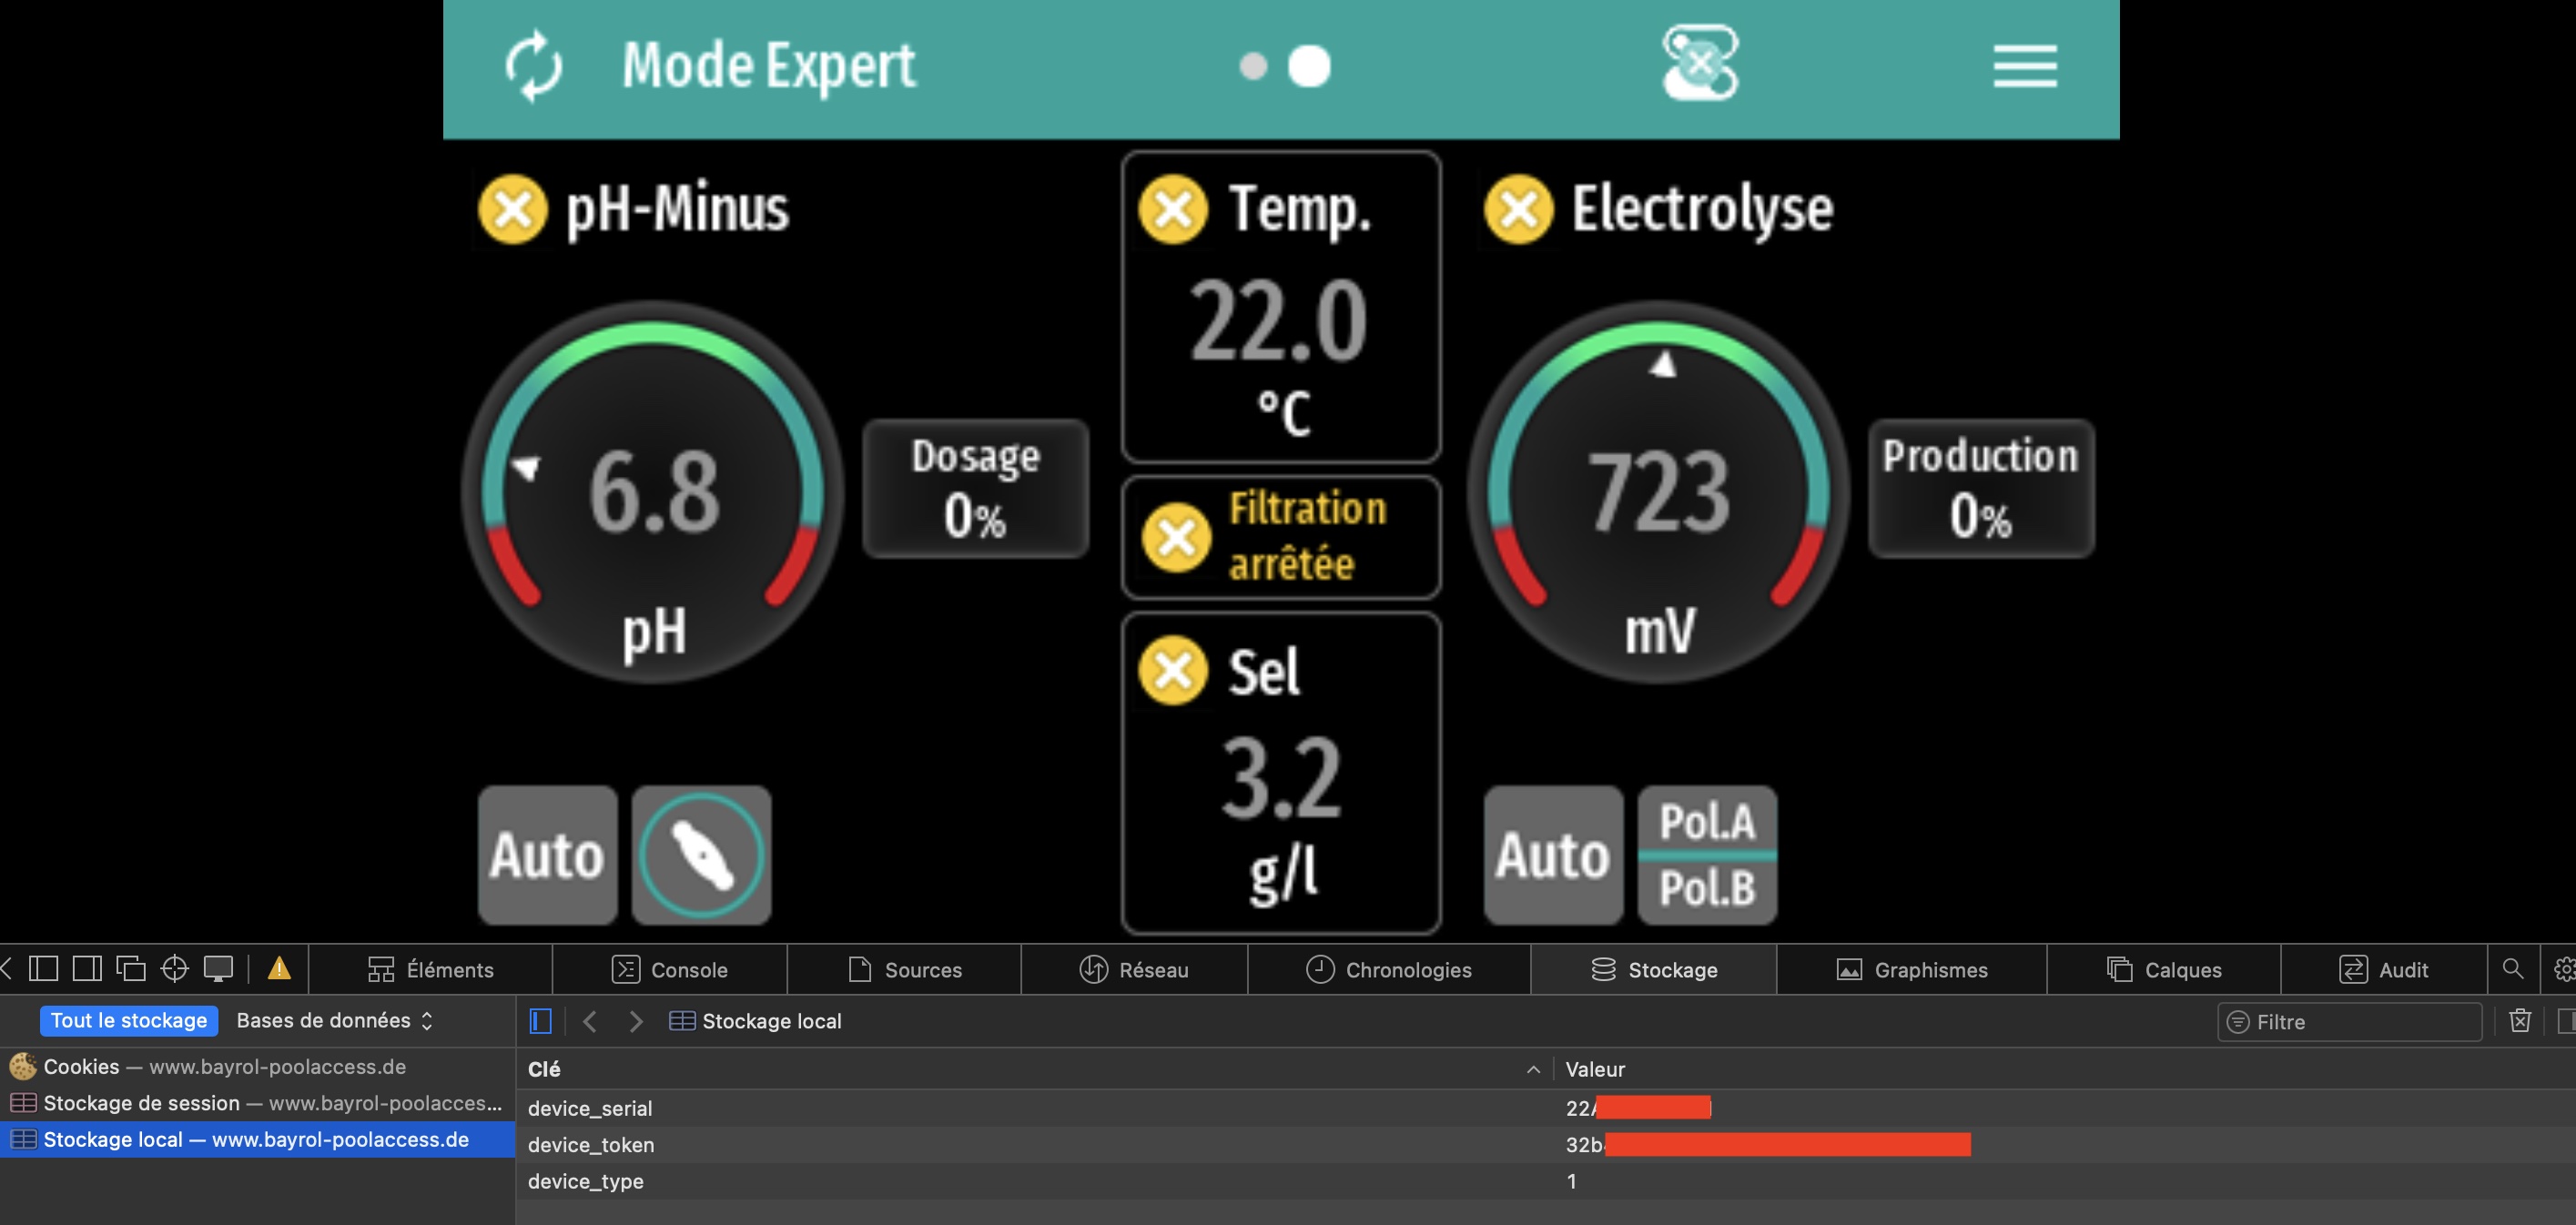 Mode Expert
pH-Minus
6.8
pH
Dosage
0%
Auto
Temp.
22.0
°C
Filtration
arrêtée
Sel
3.2
g/l
Electrolyse
723
mV
Production
0%
Auto
Pol.A
Pol.B
Éléments
Console
Sources
Réseau
Chronologies
Stockage
Graphismes
Calques
Audit
Tout le stockage
Bases de données
Stockage local
Filtre
Cookies — www.bayrol-poolaccess.de
Stockage de session — www.bayrol-poolacces...
Stockage local — www.bayrol-poolaccess.de
Clé
Valeur
device_serial
22
device_token
32b
device_type
1